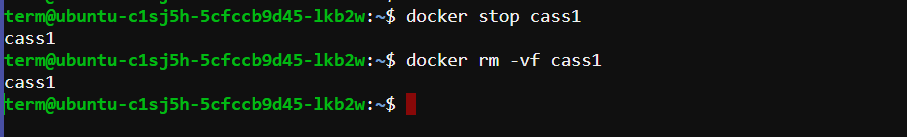 term@ubuntu-c1sj5h-5cfccb9d45-lkb2w:~$ docker stop cass1
cass1
term@ubuntu-c1sj5h-5cfccb9d45-lkb2w:~$ docker rm -vf cass1
cass1
term@ubuntu-c1sj5h-5cfccb9d45-lkb2w:~$